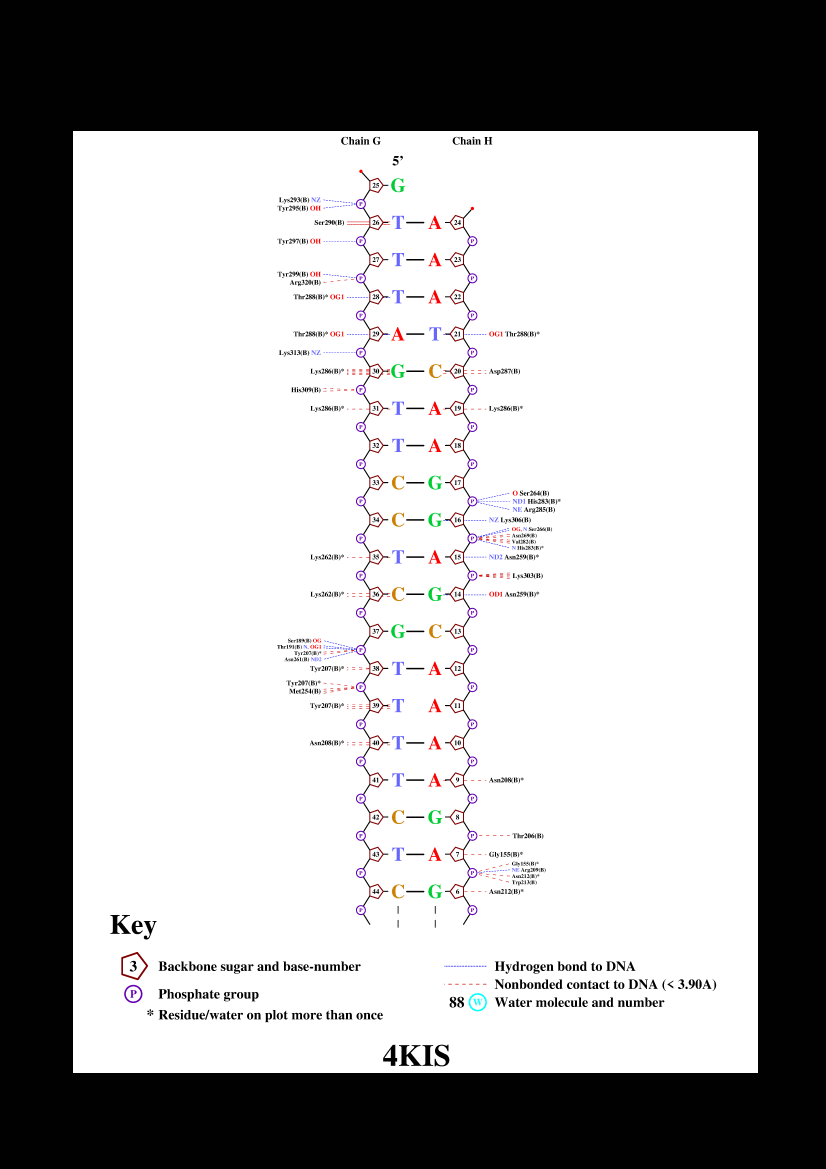 Chain G Chain H
5'
25 G
P
Lys293(B) NZ
Tyr295(B) OH
Ser290(B) 26 T A 24
Tyr297(B) OH P P
27 T A 23
Tyr299(B) OH P P
Arg320(B)
Thr288(B)* OG1 28 T A 22
P P
Thr288(B)* OG1 29 A T 21 OG1 Thr288(B)*
Lys313(B) NZ P P
Lys286(B)* 30 G C 20 Asp287(B)
His309(B) P P
Lys286(B)* 31 T A 19 Lys286(B)*
P P
32 T A 18
P P
33 C G 17
O Ser264(B)
P P ND1 His283(B)*
NE Arg285(B)
34 C G 16 NZ Lys306(B)
OG, N Ser266(B)
P P Asn269(B)
Val282(B)
N His283(B)*
Lys262(B)* 35 T A 15 ND2 Asn259(B)*
P P Lys303(B)
Lys262(B)* 36 C G 14 OD1 Asn259(B)*
P P
37 G C 13
Ser189(B) OG
Thr191(B) N, OG1 P P
Tyr207(B)*
Asn261(B) ND2
Tyr207(B)* 38 T A 12
Tyr207(B)* P P
Met254(B)
Tyr207(B)* 39 T A 11
P P
Asn208(B)* 40 T A 10
P P
41 T A 9 Asn208(B)*
P P
42 C G 8
P P Thr206(B)
43 T A 7 Gly155(B)*
Gly155(B)*
P P NE Arg209(B)
Asn212(B)*
Trp213(B)
44 C G 6 Asn212(B)*
P P
Key
3 Backbone sugar and base-number
P Phosphate group
* Residue/water on plot more than once
Hydrogen bond to DNA
Nonbonded contact to DNA (< 3.90A)
88 W Water molecule and number
4KIS